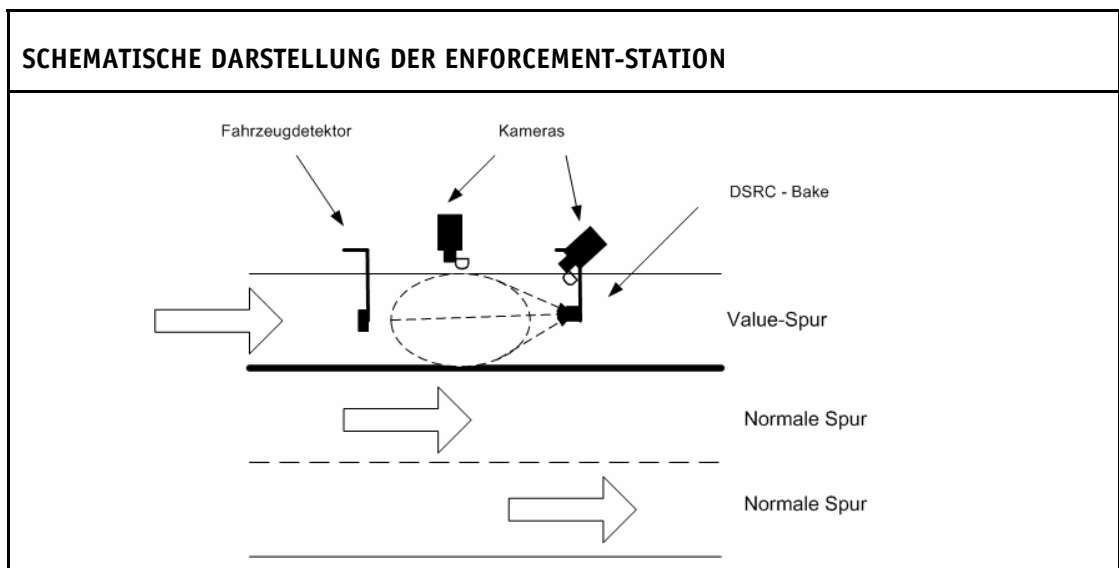 SCHEMATISCHE DARSTELLUNG DER ENFORCEMENT-STATION
Fahrzeugdetektor
Kameras
DSRC - Bake
Value-Spur
Normale Spur
Normale Spur